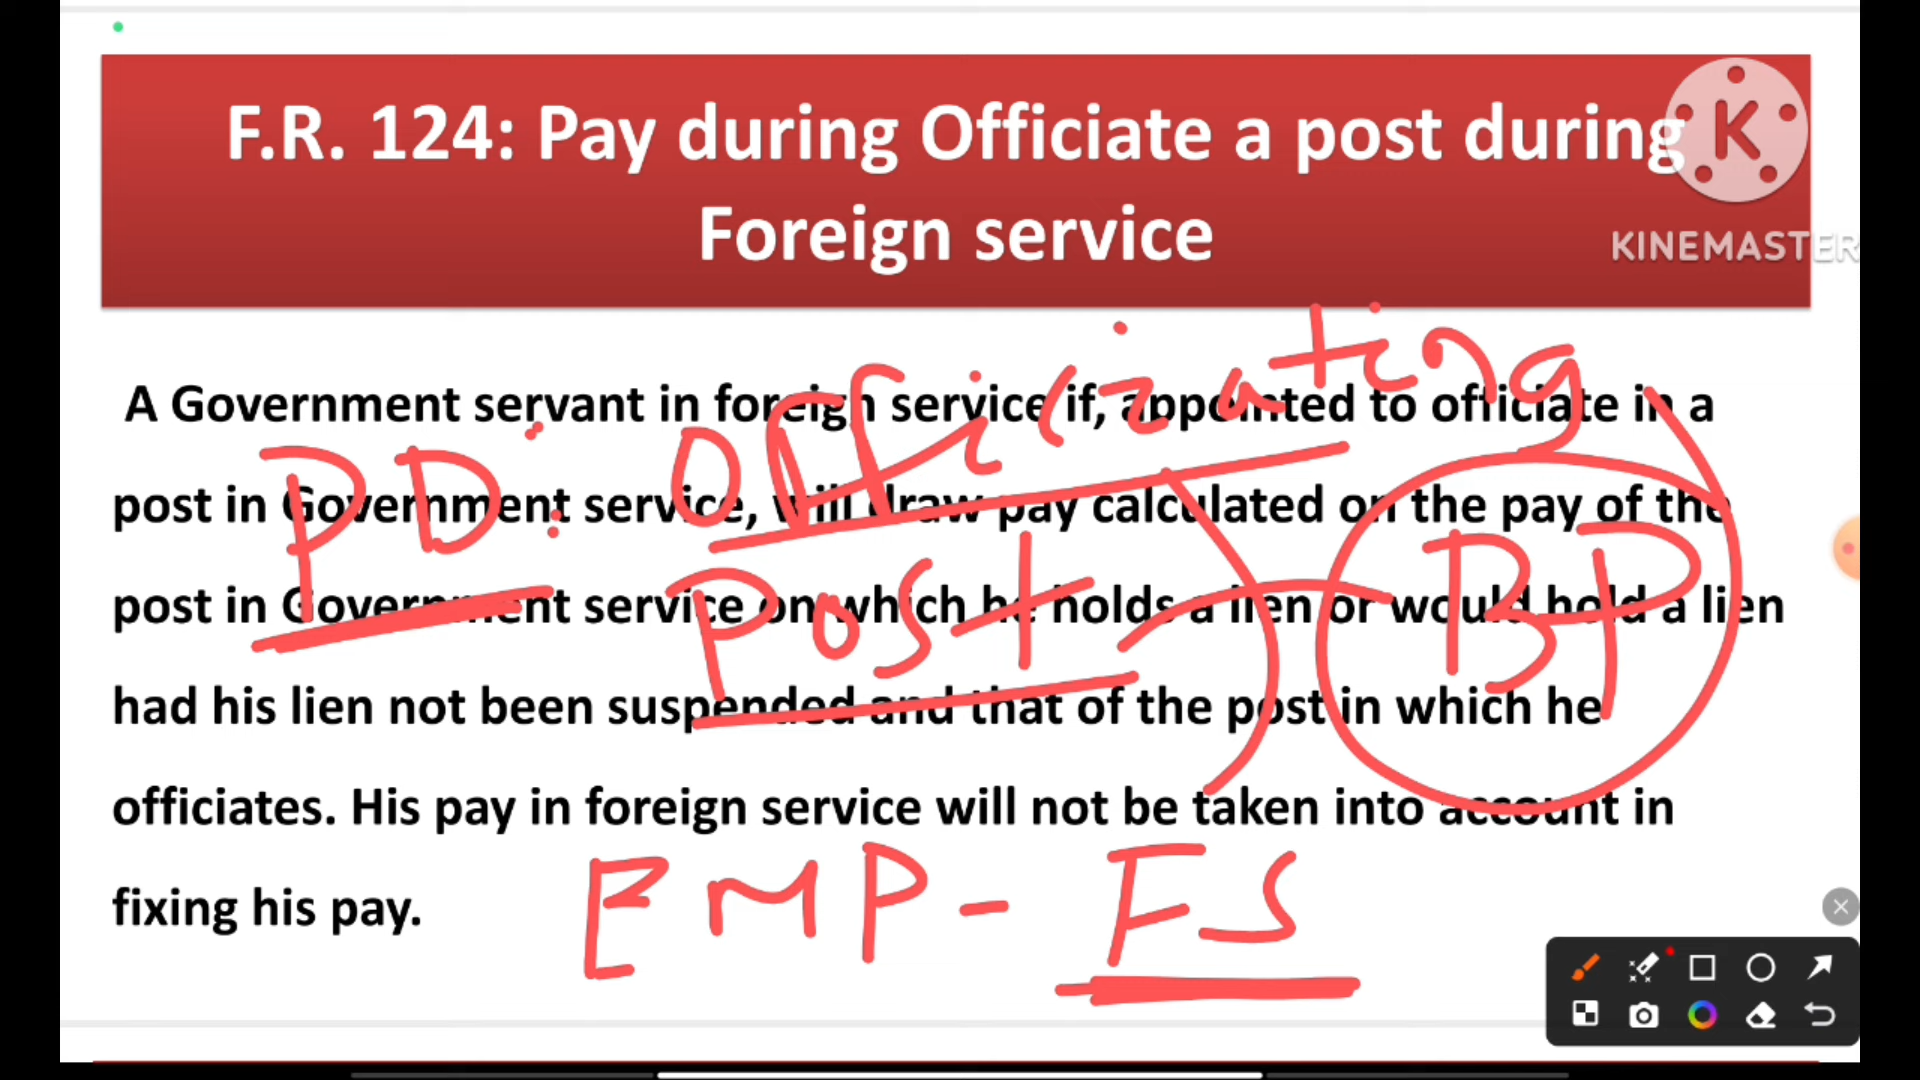 F.R. 124: Pay during Officiate a post during
Foreign service
K
KINEMASTER
A Government servant in foreign service if, appointed to officiate in a
post in Government service, will draw pay calculated on the pay of the
post in Government service on which he holds a lien or would hold a lien
had his lien not been suspended and that of the post in which he
officiates. His pay in foreign service will not be taken into account in
fixing his pay.
PD: Officiating
Post - BP
EMP - FS